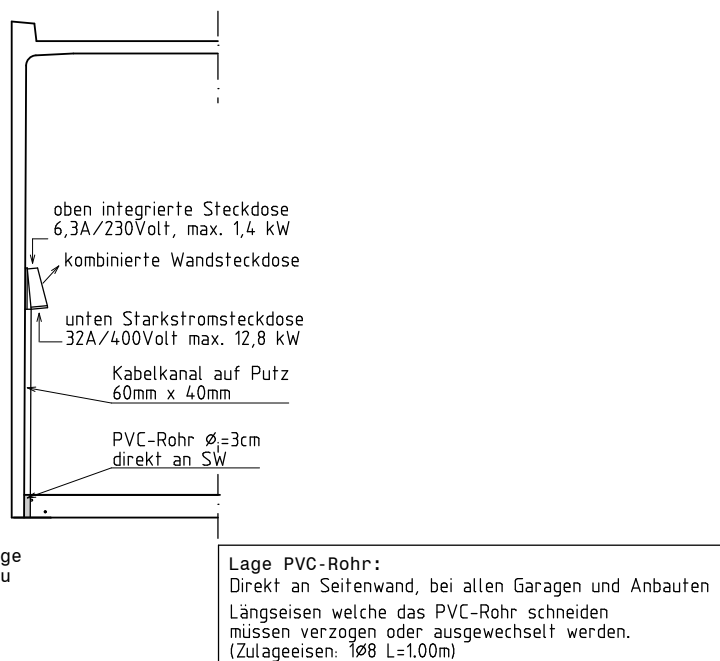 oben integrierte Steckdose
6,3A/230Volt, max. 1,4 kW
kombinierte Wandsteckdose
unten Starkstromsteckdose
32A/400Volt max. 12,8 kW
Kabelkanal auf Putz
60mm x 40mm
PVC-Rohr Øi=3cm
direkt an SW
ge
u
Lage PVC-Rohr:
Direkt an Seitenwand, bei allen Garagen und Anbauten
Längseisen welche das PVC-Rohr schneiden
müssen verzogen oder ausgewechselt werden.
(Zulageeisen: 1Ø8 L=1.00m)